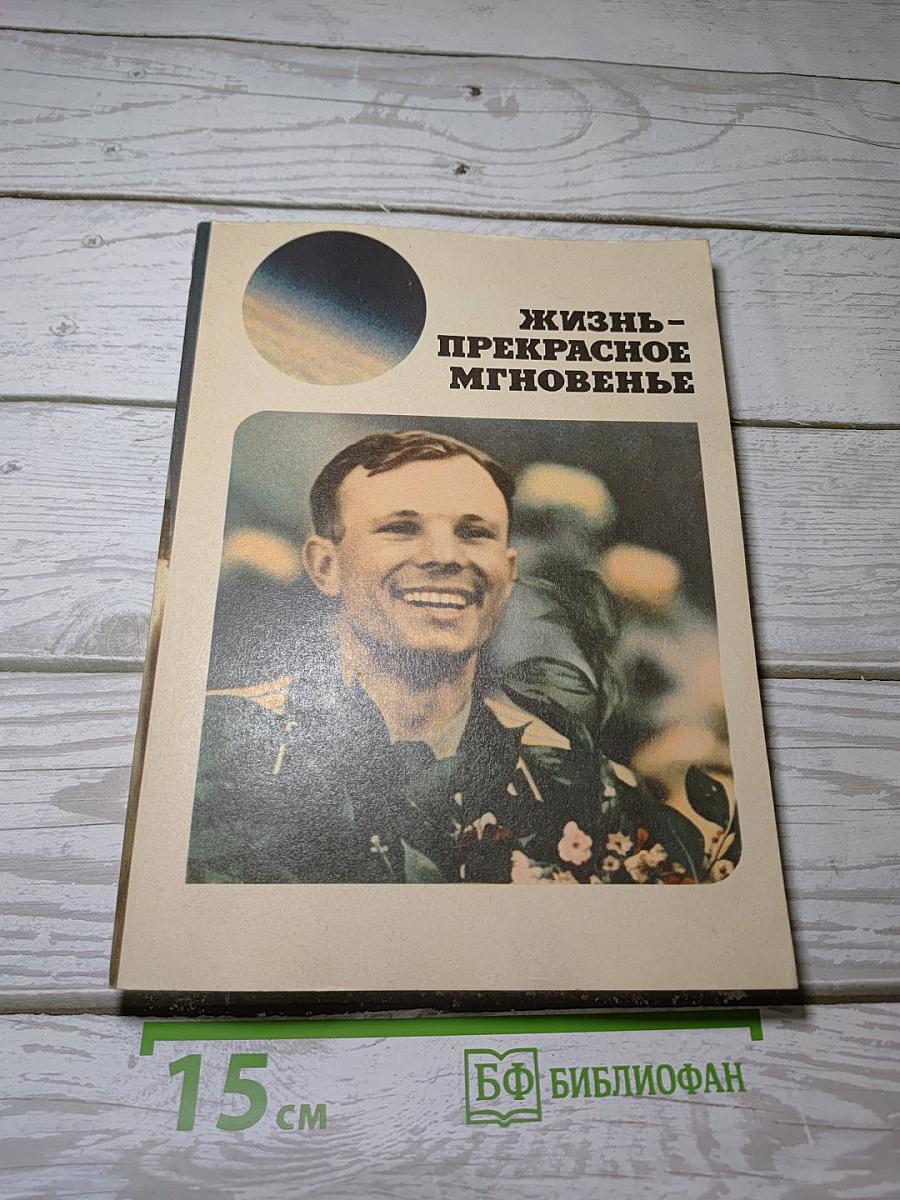 ЖИЗНЬ-
ПРЕКРАСНОЕ
МГНОВЕНЬЕ
15 см
БФ БИБЛИОФАН